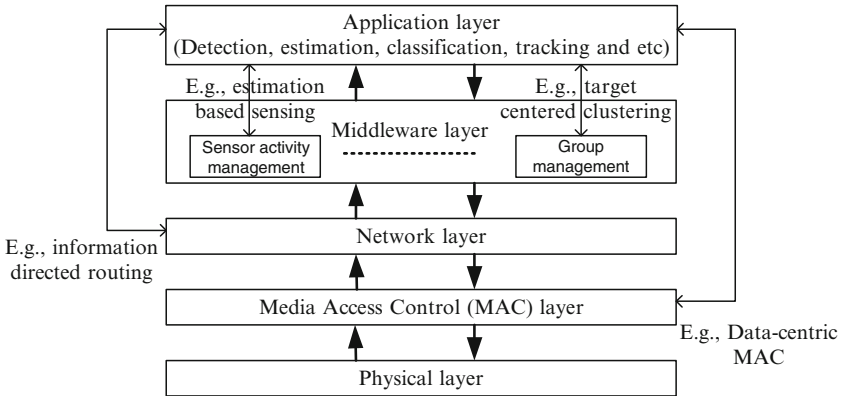 Application layer
(Detection, estimation, classification, tracking and etc)
E.g., estimation
based sensing
E.g., target
centered clustering
Middleware layer
Sensor activity
management
Group
management
Network layer
E.g., information
directed routing
Media Access Control (MAC) layer
E.g., Data-centric
MAC
Physical layer